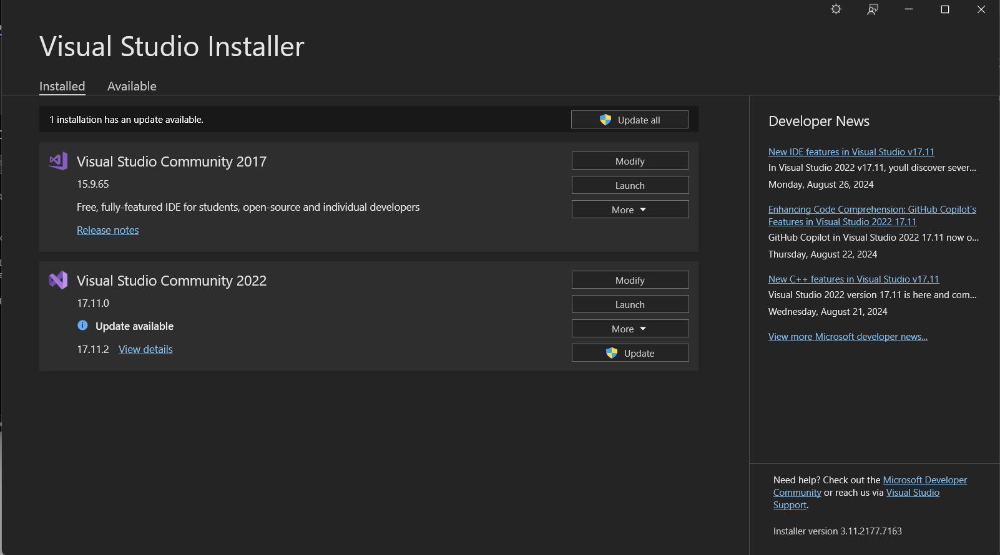 Visual Studio Installer
Installed
Available
1 installation has an update available.
Update all
Visual Studio Community 2017
15.9.65
Free, fully-featured IDE for students, open-source and individual developers
Release notes
Modify
Launch
More
Visual Studio Community 2022
17.11.0
Update available
17.11.2 View details
Modify
Launch
More
Update
Developer News
New IDE features in Visual Studio v17.11
In Visual Studio 2022 v17.11, youll discover sever...
Monday, August 26, 2024
Enhancing Code Comprehension: GitHub Copilot's
Features in Visual Studio 2022 17.11
GitHub Copilot in Visual Studio 2022 17.11 now o...
Thursday, August 22, 2024
New C++ features in Visual Studio v17.11
Visual Studio 2022 version 17.11 is here and com...
Wednesday, August 21, 2024
View more Microsoft developer news...
Need help? Check out the Microsoft Developer
Community or reach us via Visual Studio
Support.
Installer version 3.11.2177.7163